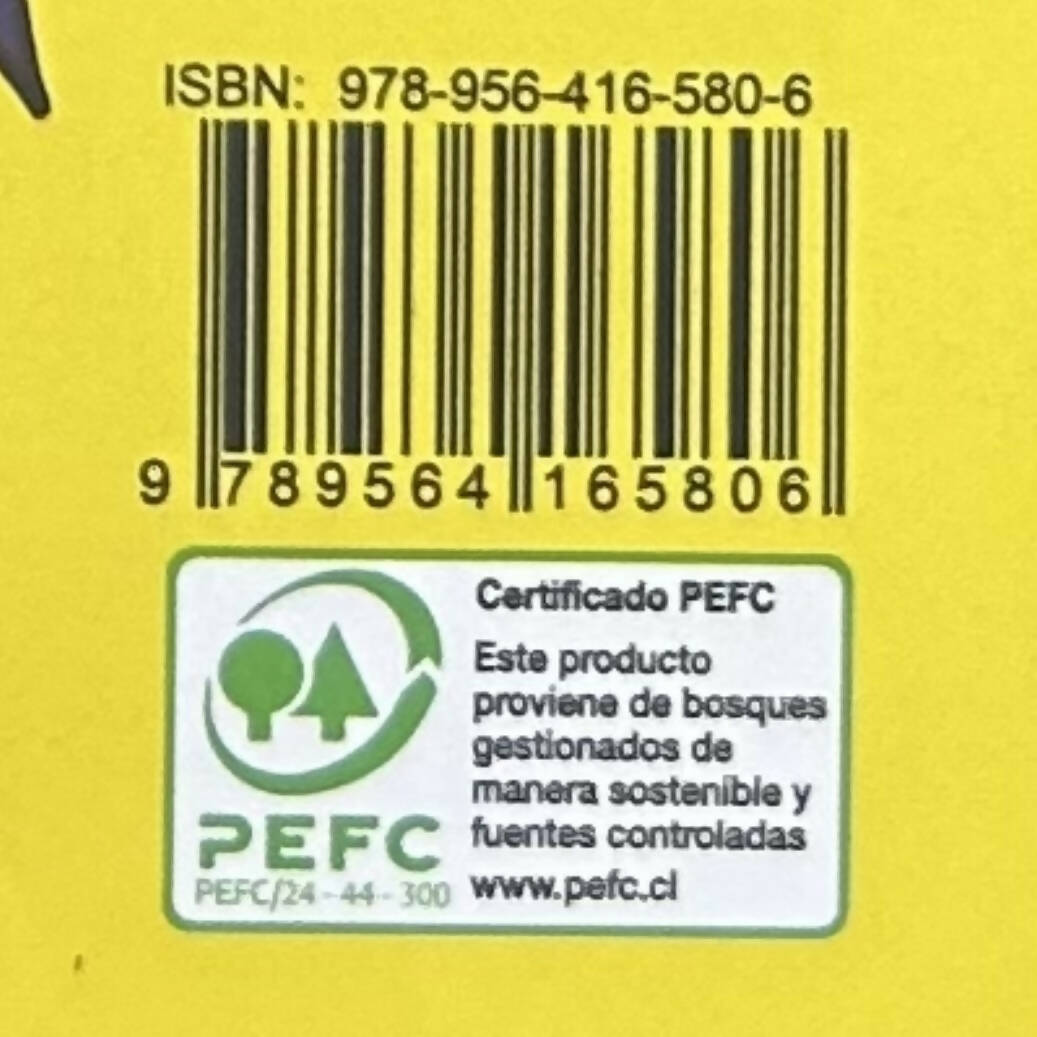 ISBN: 978-956-416-580-6
9 789564 165806
Certificado PEFC
Este producto
proviene de bosques
gestionados de
manera sostenible y
fuentes controladas
www.pefc.cl
PEFC
PEFC/24-44-300